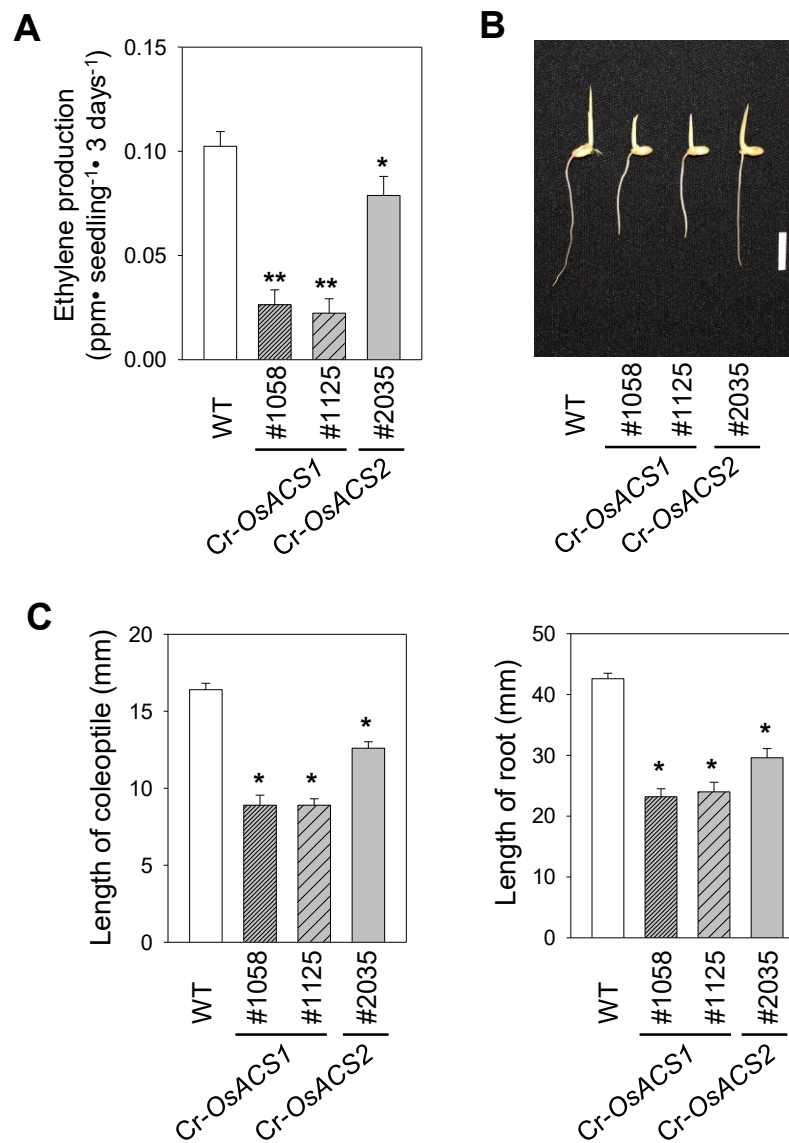 A
Ethylene production
(ppm• seedling⁻¹• 3 days⁻¹)
0.15
0.10
0.05
0.00
**
**
*
WT
#1058
#1125
#2035
Cr-OsACS1
Cr-OsACS2
B
WT
#1058
#1125
#2035
Cr-OsACS1
Cr-OsACS2
C
Length of coleoptile (mm)
20
15
10
5
0
*
*
*
WT
#1058
#1125
#2035
Cr-OsACS1
Cr-OsACS2
Length of root (mm)
50
40
30
20
10
0
*
*
*
WT
#1058
#1125
#2035
Cr-OsACS1
Cr-OsACS2